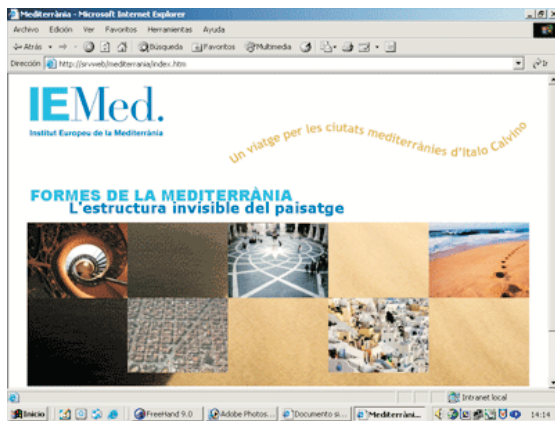 Mediterrània - Microsoft Internet Explorer
Archivo Edición Ver Favoritos Herramientas Ayuda
Atrás Búsqueda Favoritos Multimedia
Dirección http://srvweb/mediterrania/index.htm Ir
IEMed.
Institut Europeu de la Mediterrània
Un viatge per les ciutats mediterrànies d'Italo Calvino
FORMES DE LA MEDITERRÀNIA
L'estructura invisible del paisatge
Intranet local
Inicio FreeHand 9.0 Adobe Photos... Documento si... Mediterràni... 14:14